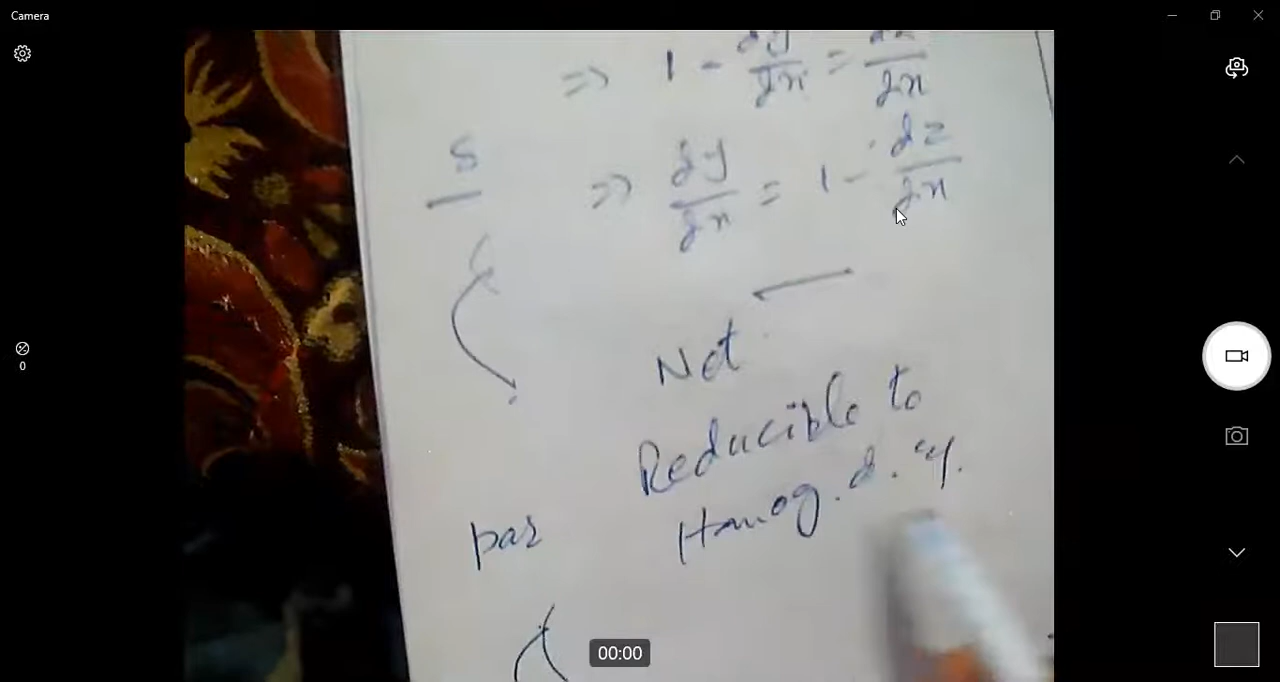 Camera
⇒ 1 - dy/dx = dz/dx
S
⇒ dy/dx = 1 - dz/dx
Not
Reducible to
Homog. d. eq.
par
0
00:00